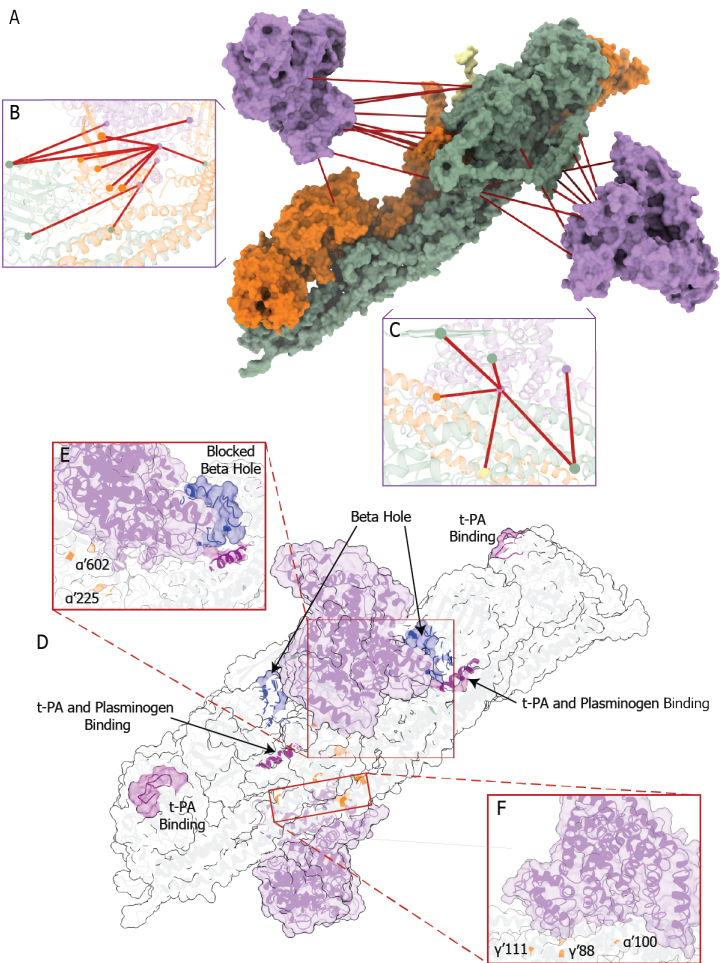 A
B
C
E
Blocked
Beta Hole
α’602
α’225
Beta Hole
t-PA
Binding
D
t-PA and Plasminogen
Binding
t-PA and Plasminogen Binding
t-PA
Binding
F
γ’111
γ’88
α’100